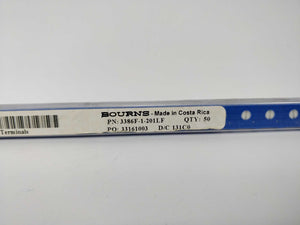 BOURNS - Made in Costa Rica
PN: 3386F-1-201LF QTY: 50
Terminals
PO: 33161003 D/C 131C0